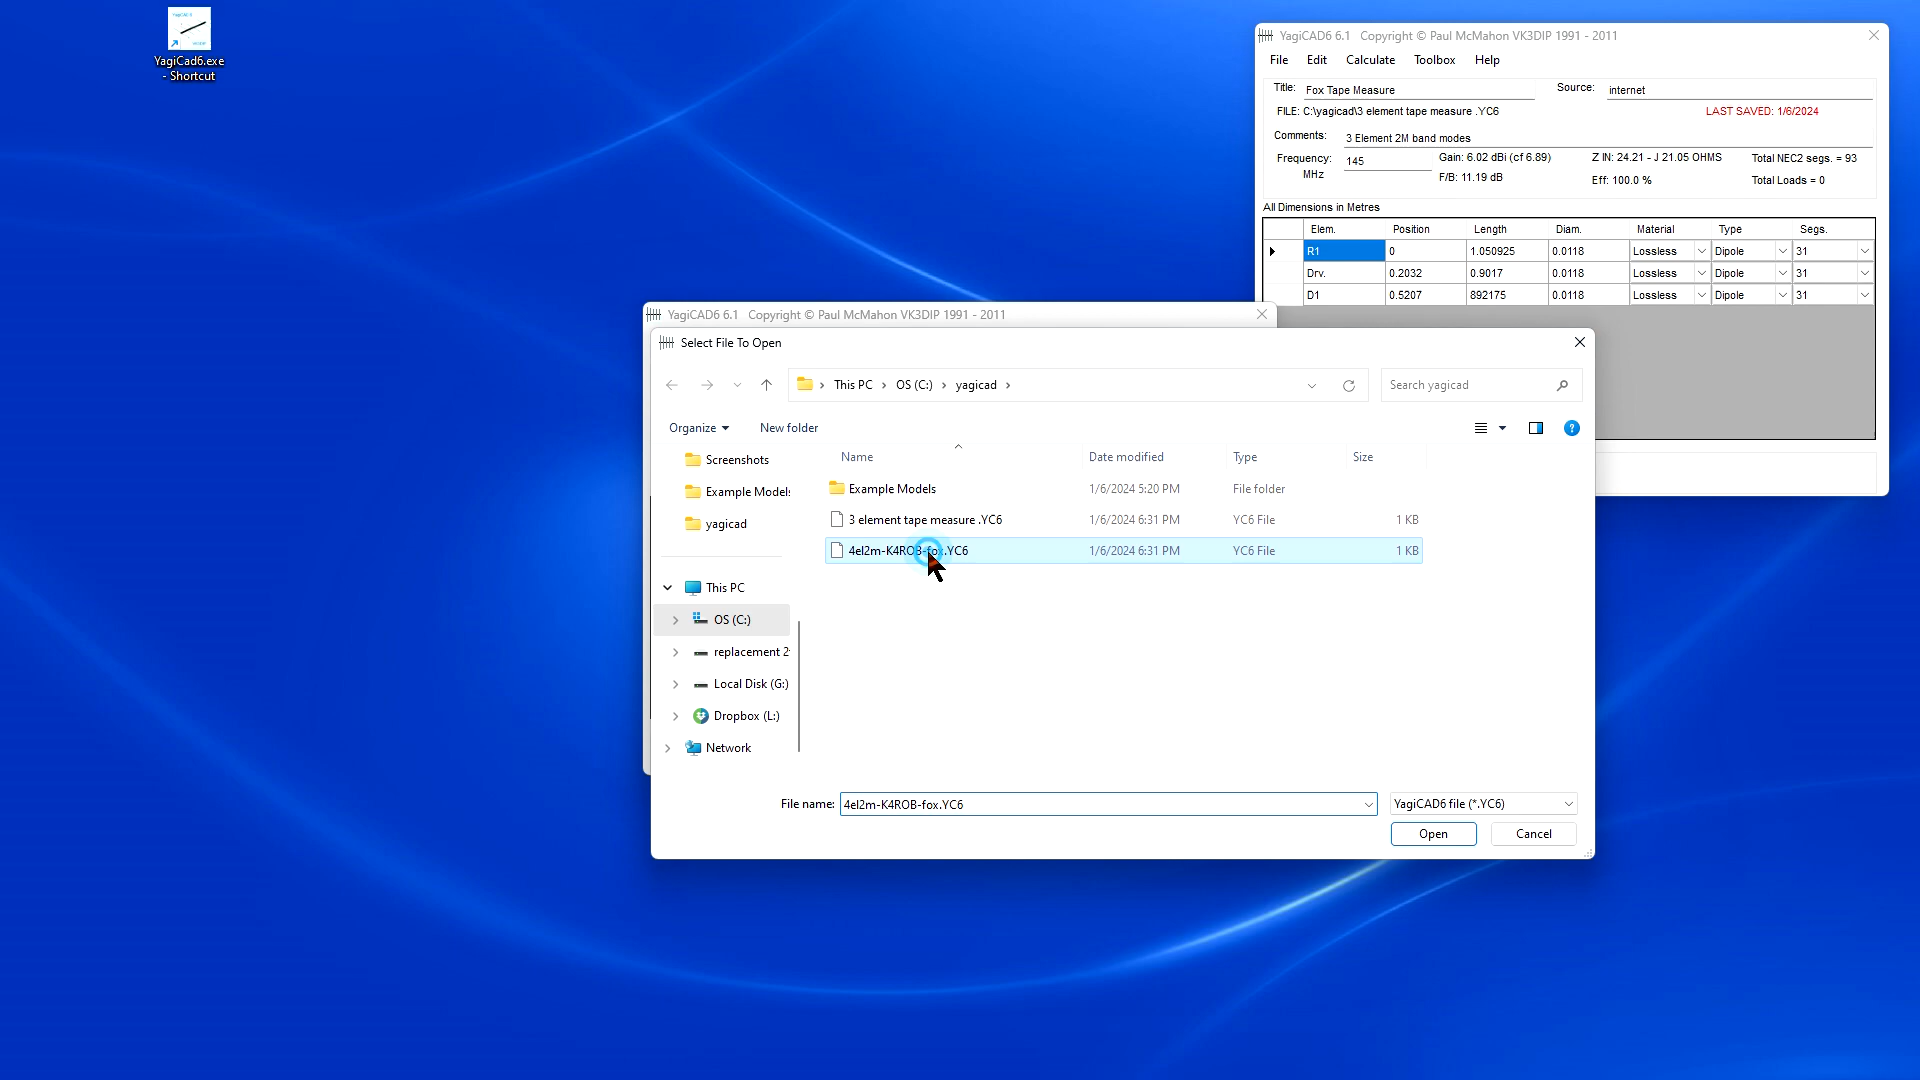 YagiCad6.exe
- Shortcut
YagiCAD6 6.1 Copyright © Paul McMahon VK3DIP 1991 - 2011
File Edit Calculate Toolbox Help
Title: Fox Tape Measure Source: internet
FILE: C:\yagicad\3 element tape measure .YC6 LAST SAVED: 1/6/2024
Comments: 3 Element 2M band modes
Frequency: 145 Gain: 6.02 dBi (cf 6.89) Z IN: 24.21 - J 21.05 OHMS Total NEC2 segs. = 93
MHz F/B: 11.19 dB Eff: 100.0 % Total Loads = 0
All Dimensions in Metres
Elem. Position Length Diam. Material Type Segs.
R1 0 1.050925 0.0118 Lossless Dipole 31
Drv. 0.2032 0.9017 0.0118 Lossless Dipole 31
D1 0.5207 892175 0.0118 Lossless Dipole 31
YagiCAD6 6.1 Copyright © Paul McMahon VK3DIP 1991 - 2011
Select File To Open
This PC OS (C:) yagicad
Search yagicad
Organize New folder
Name Date modified Type Size
Example Models 1/6/2024 5:20 PM File folder
3 element tape measure .YC6 1/6/2024 6:31 PM YC6 File 1 KB
4el2m-K4ROB-fox.YC6 1/6/2024 6:31 PM YC6 File 1 KB
Screenshots
Example Models
yagicad
This PC
OS (C:)
replacement 2
Local Disk (G:)
Dropbox (L:)
Network
File name: 4el2m-K4ROB-fox.YC6 YagiCAD6 file (*.YC6)
Open Cancel